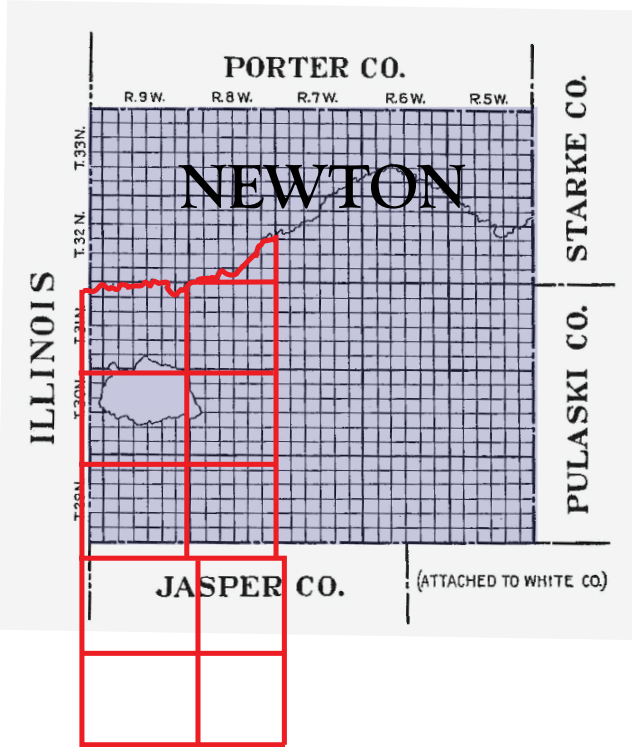 PORTER CO.
R.9W. R.8W. R.7W. R.6W. R.5W.
T.33N.
NEWTON
STARKE CO.
T.32N.
ILLINOIS
T.31N.
PULASKI CO.
T.30N.
T.29N.
JASPER CO.
(ATTACHED TO WHITE CO.)